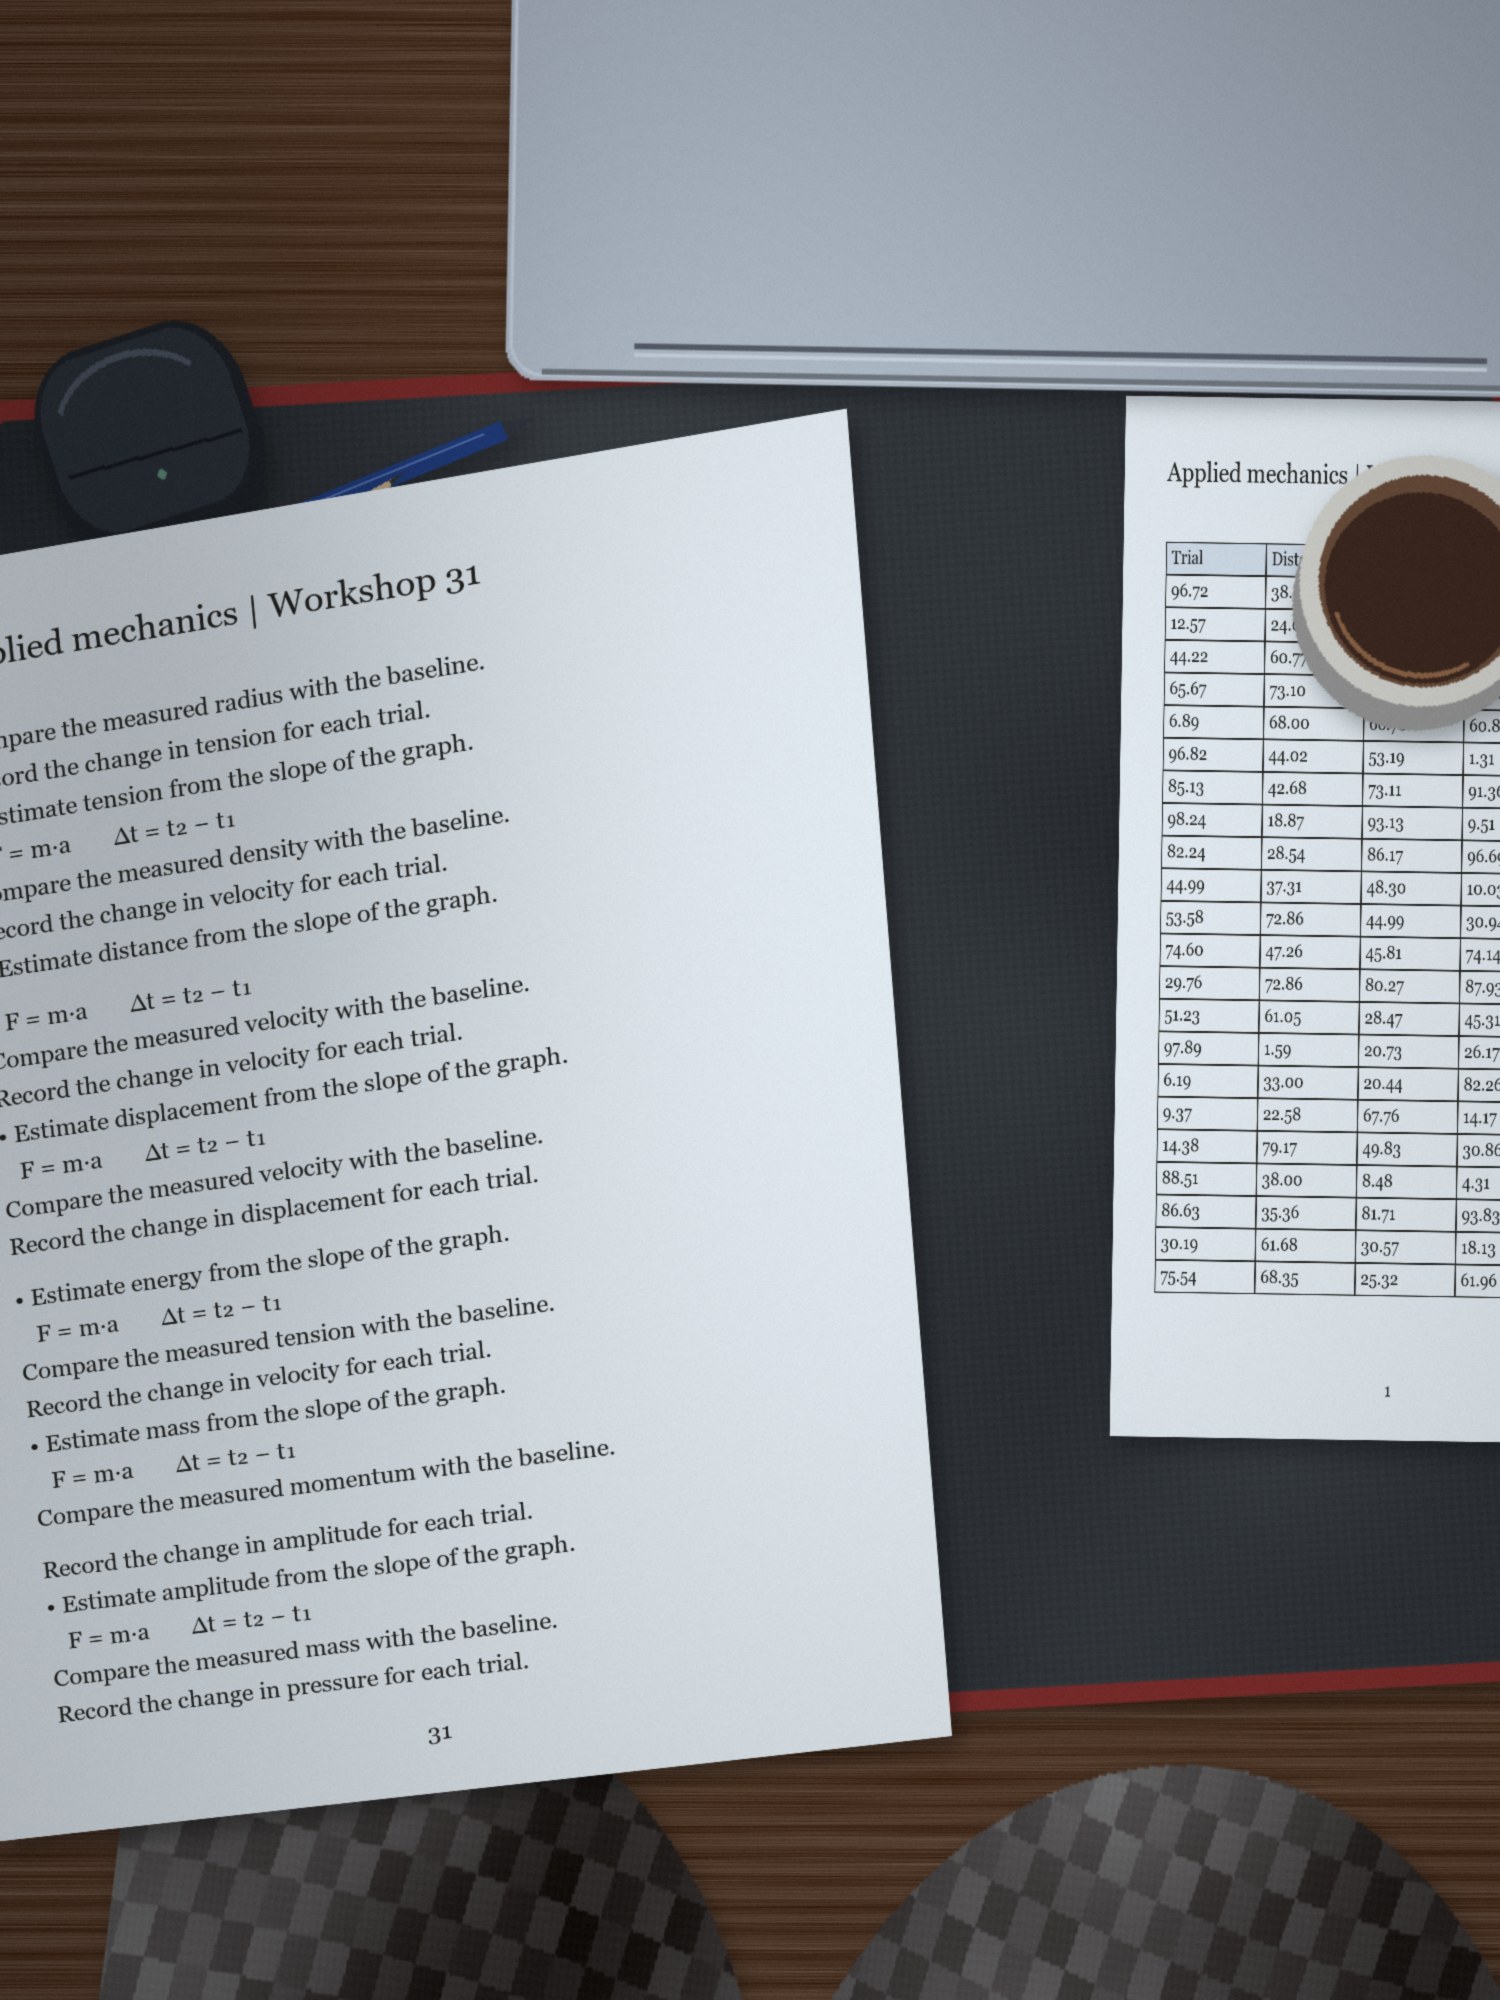 mechanics | Workshop 31
the measured radius with the baseline.
the change in tension for each trial.
tension from the slope of the graph.
= m·a Δt = t2 − t1
the measured density with the baseline.
the change in velocity for each trial.
Estimate distance from the slope of the graph.
F = m·a Δt = t2 − t1
Compare the measured velocity with the baseline.
Record the change in velocity for each trial.
• Estimate displacement from the slope of the graph.
F = m·a Δt = t2 − t1
Compare the measured velocity with the baseline.
Record the change in displacement for each trial.
• Estimate energy from the slope of the graph.
F = m·a Δt = t2 − t1
Compare the measured tension with the baseline.
Record the change in velocity for each trial.
• Estimate mass from the slope of the graph.
F = m·a Δt = t2 − t1
Compare the measured momentum with the baseline.
Record the change in amplitude for each trial.
• Estimate amplitude from the slope of the graph.
F = m·a Δt = t2 − t1
Compare the measured mass with the baseline.
Record the change in pressure for each trial.
31
Applied mechanics |
Trial
96.72
12.57
44.22
65.67 73.10
6.89 68.00
96.82 44.02 53.19 1.31
85.13 42.68 73.11
98.24 18.87 93.13 9.51
82.24 28.54 86.17
44.99 37.31 48.30
53.58 72.86 44.99
74.60 47.26 45.81 74.14
29.76 72.86 80.27
51.23 61.05 28.47 45.31
97.89 1.59 20.73 26.17
6.19 33.00 20.44
9.37 22.58 67.76 14.17
14.38 79.17 49.83
88.51 38.00 8.48 4.31
86.63 35.36 81.71 93.83
30.19 61.68 30.57 18.13
75.54 68.35 25.32 61.96
1